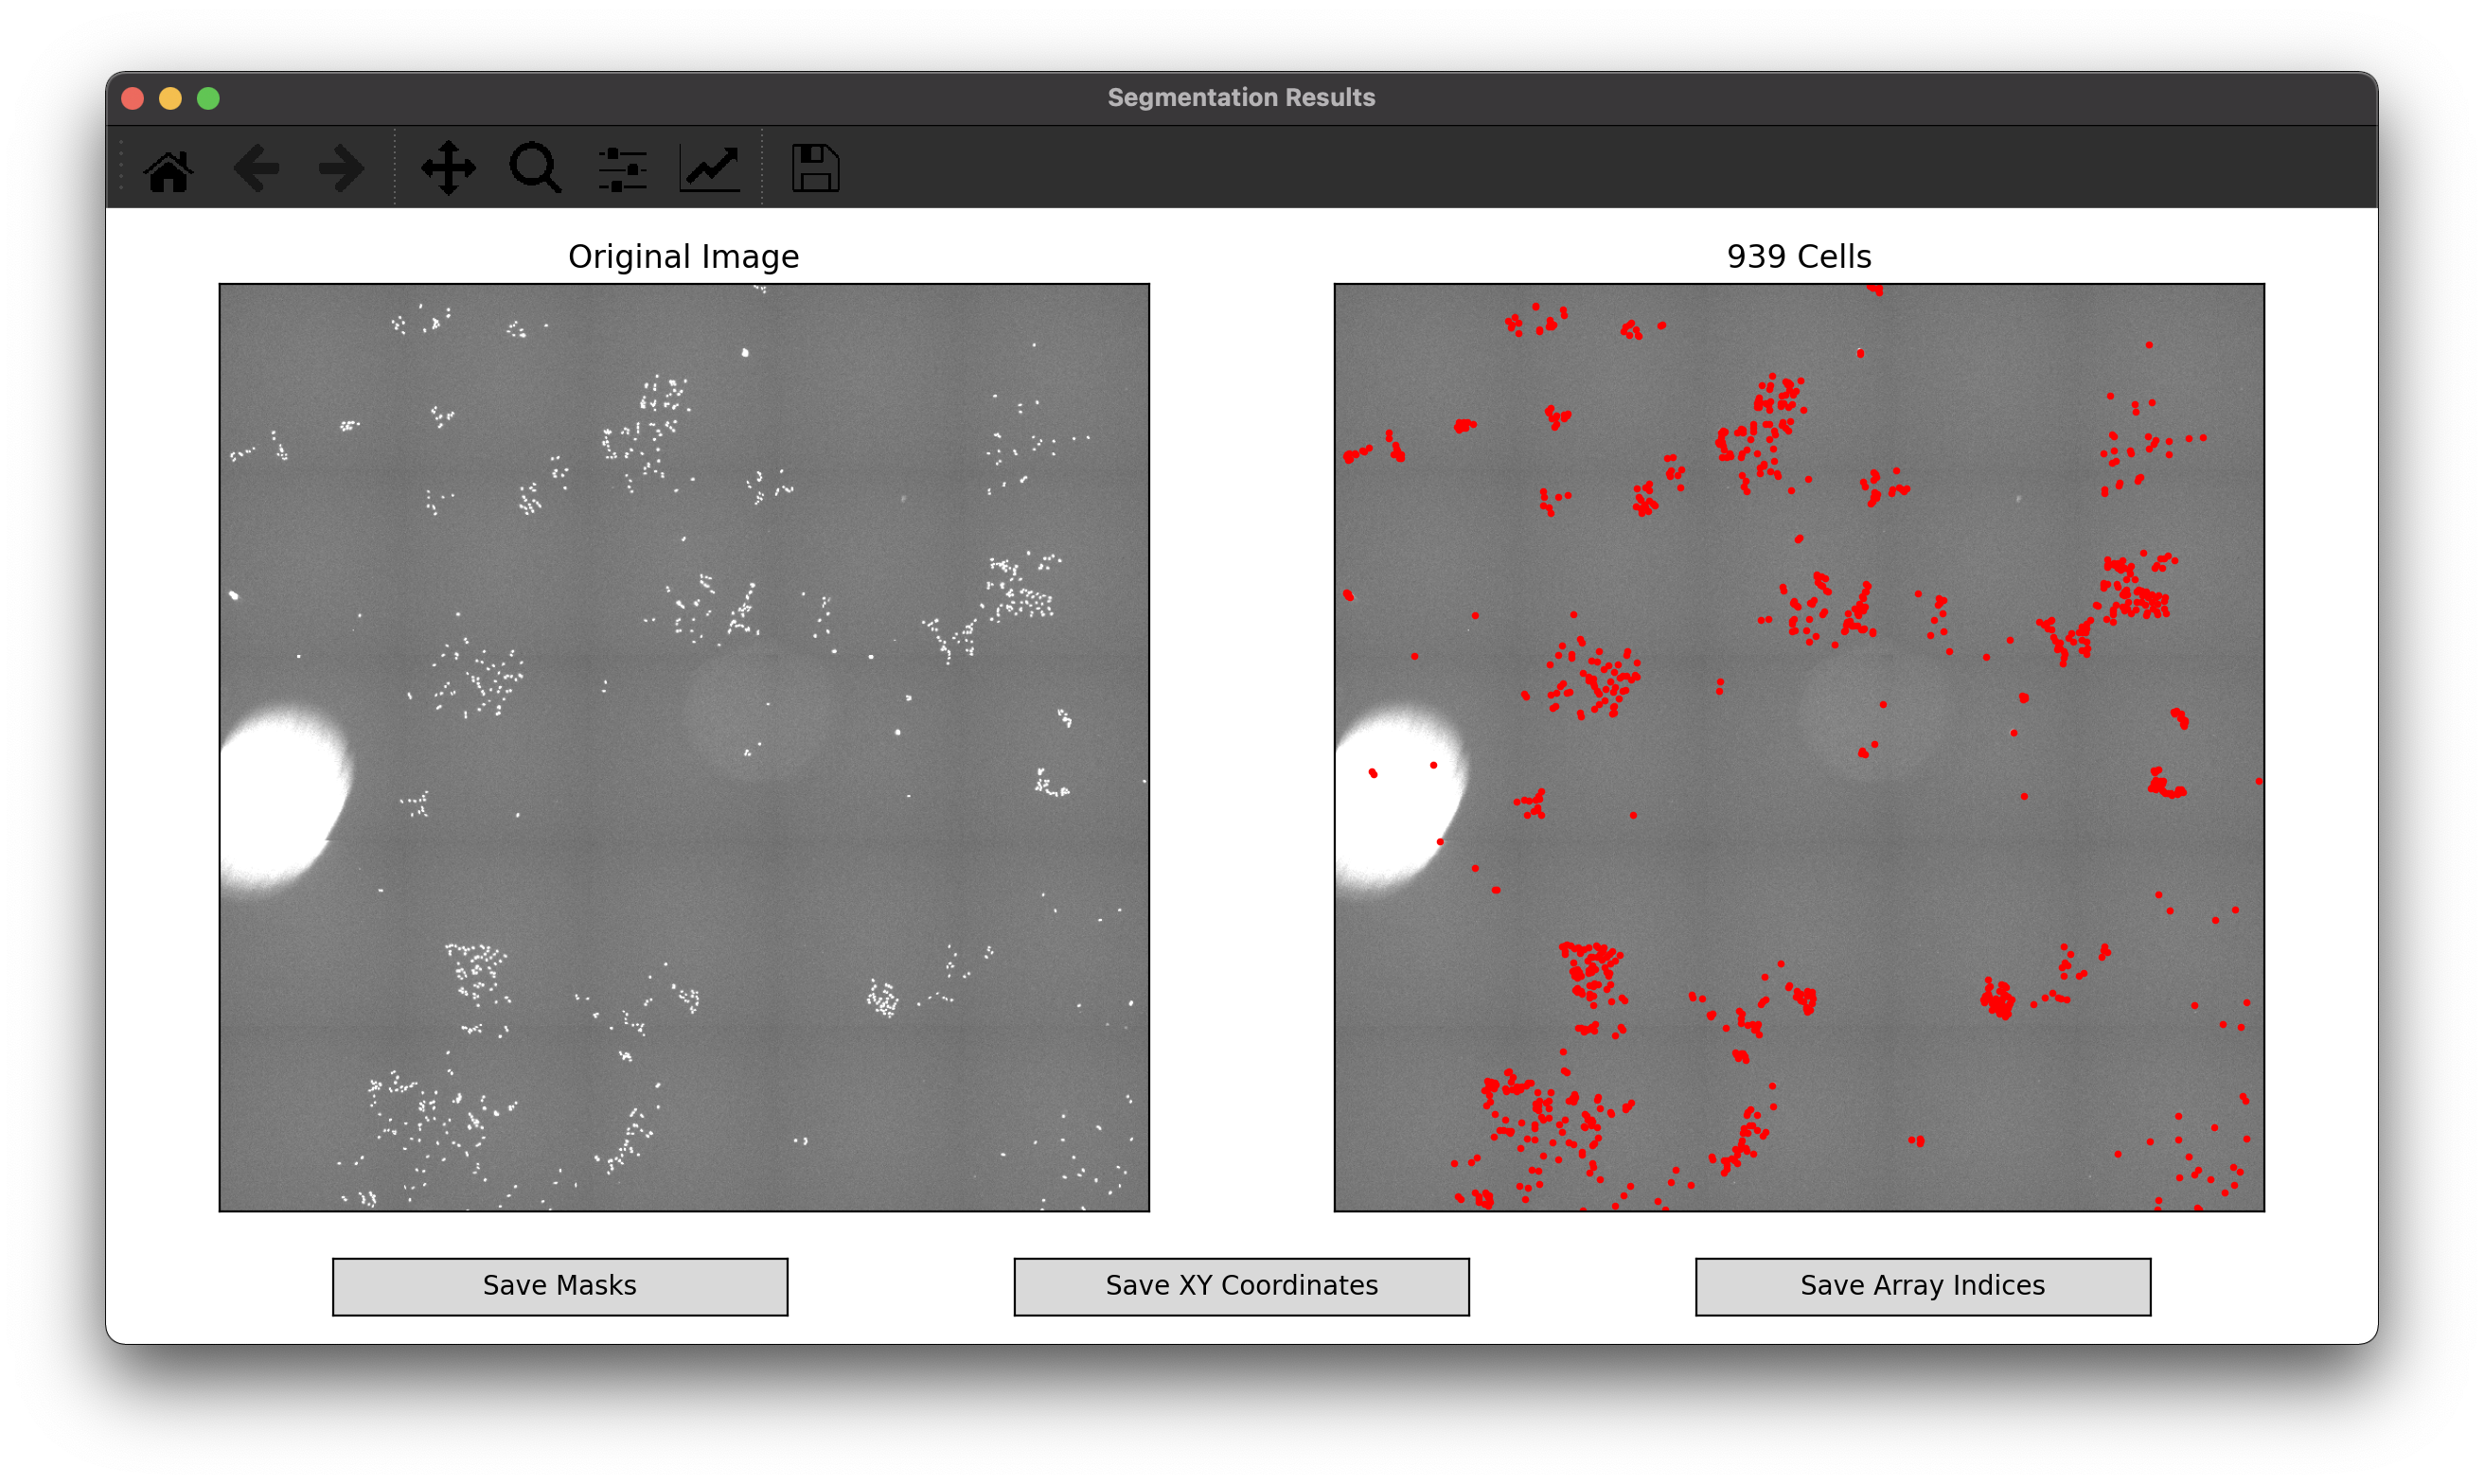 Segmentation Results
Original Image
939 Cells
Save Masks
Save XY Coordinates
Save Array Indices